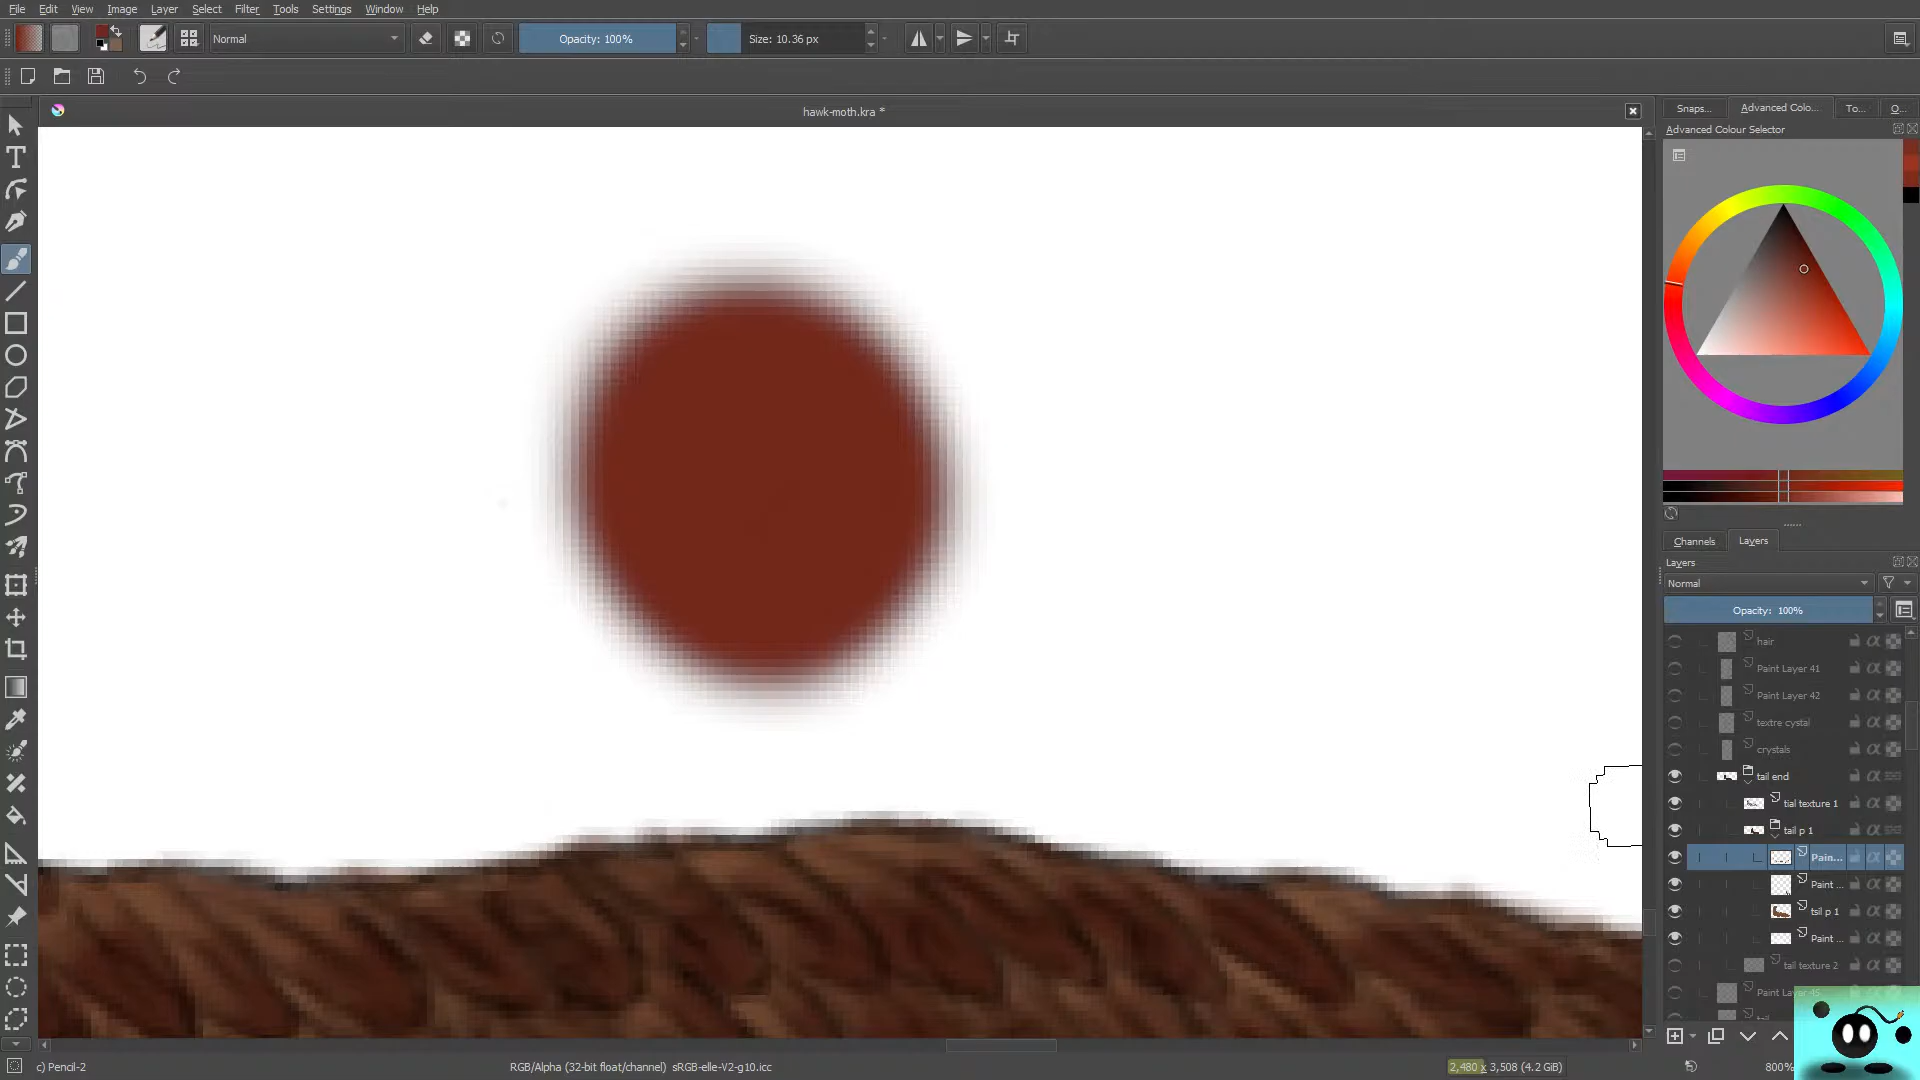 File Edit View Image Layer Select Filter Tools Settings Window Help
Normal Opacity: 100% Size: 10.36 px
hawk-moth.kra *
Snaps... Advanced Colo... To... O...
Advanced Colour Selector
Channels Layers
Layers
Normal
Opacity: 100%
hair
Paint Layer 41
Paint Layer 42
textre cystal
crystals
tail end
tial texture 1
tail p 1
Pain...
Paint ...
tsil p 1
Paint ...
tail texture 2
Paint Layer 45
c) Pencil-2 RGB/Alpha (32-bit float/channel) sRGB-elle-V2-g10.icc 2,480 x 3,508 (4.2 GiB) 800%